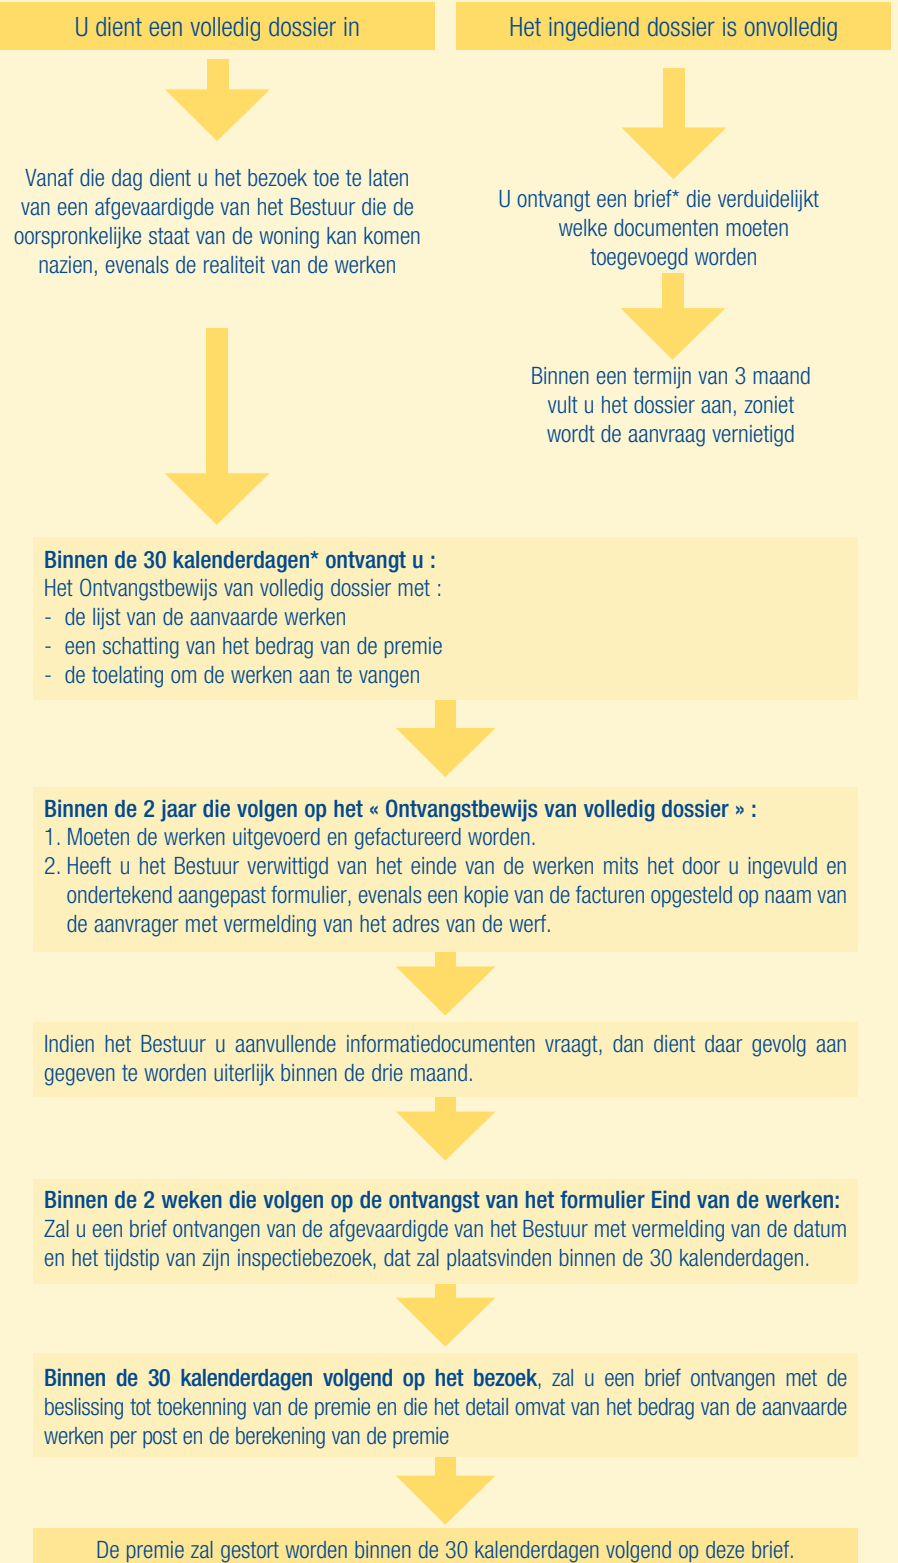 U dient een volledig dossier in
Het ingediend dossier is onvolledig
Vanaf die dag dient u het bezoek toe te laten
van een afgevaardigde van het Bestuur die de
oorspronkelijke staat van de woning kan komen
nazien, evenals de realiteit van de werken
U ontvangt een brief* die verduidelijkt
welke documenten moeten
toegevoegd worden
Binnen een termijn van 3 maand
vult u het dossier aan, zoniet
wordt de aanvraag vernietigd
Binnen de 30 kalenderdagen* ontvangt u :
Het Ontvangstbewijs van volledig dossier met :
- de lijst van de aanvaarde werken
- een schatting van het bedrag van de premie
- de toelating om de werken aan te vangen
Binnen de 2 jaar die volgen op het « Ontvangstbewijs van volledig dossier » :
1. Moeten de werken uitgevoerd en gefactureerd worden.
2. Heeft u het Bestuur verwittigd van het einde van de werken mits het door u ingevuld en
ondertekend aangepast formulier, evenals een kopie van de facturen opgesteld op naam van
de aanvrager met vermelding van het adres van de werf.
Indien het Bestuur u aanvullende informatiedocumenten vraagt, dan dient daar gevolg aan
gegeven te worden uiterlijk binnen de drie maand.
Binnen de 2 weken die volgen op de ontvangst van het formulier Eind van de werken:
Zal u een brief ontvangen van de afgevaardigde van het Bestuur met vermelding van de datum
en het tijdstip van zijn inspectiebezoek, dat zal plaatsvinden binnen de 30 kalenderdagen.
Binnen de 30 kalenderdagen volgend op het bezoek, zal u een brief ontvangen met de
beslissing tot toekenning van de premie en die het detail omvat van het bedrag van de aanvaarde
werken per post en de berekening van de premie
De premie zal gestort worden binnen de 30 kalenderdagen volgend op deze brief.